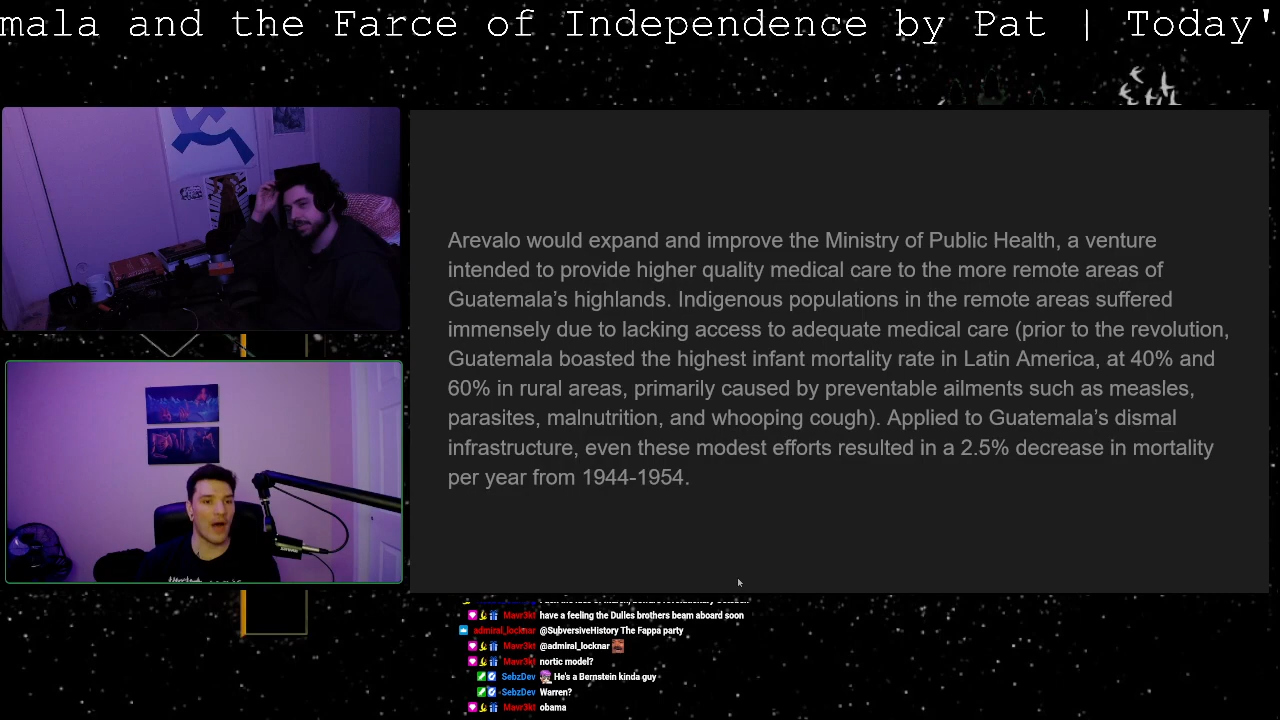 mala and the Farce of Independence by Pat | Today'
Arevalo would expand and improve the Ministry of Public Health, a venture
intended to provide higher quality medical care to the more remote areas of
Guatemala’s highlands. Indigenous populations in the remote areas suffered
immensely due to lacking access to adequate medical care (prior to the revolution,
Guatemala boasted the highest infant mortality rate in Latin America, at 40% and
60% in rural areas, primarily caused by preventable ailments such as measles,
parasites, malnutrition, and whooping cough). Applied to Guatemala’s dismal
infrastructure, even these modest efforts resulted in a 2.5% decrease in mortality
per year from 1944-1954.
Mavr3kt have a feeling the Dulles brothers beam aboard soon
admiral_locknar @SubversiveHistory The Fappa party
Mavr3kt @admiral_locknar
Mavr3kt nortic model?
SebzDev He's a Bernstein kinda guy
SebzDev Warren?
Mavr3kt obama